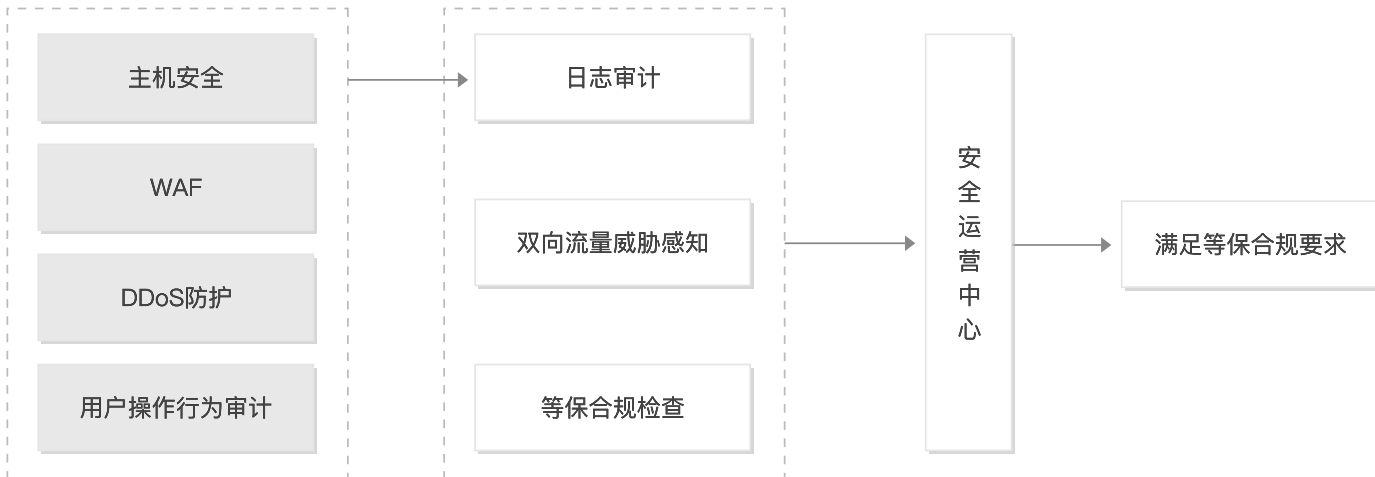 主机安全
WAF
DDoS防护
用户操作行为审计
日志审计
双向流量威胁感知
等保合规检查
安全运营中心
满足等保合规要求